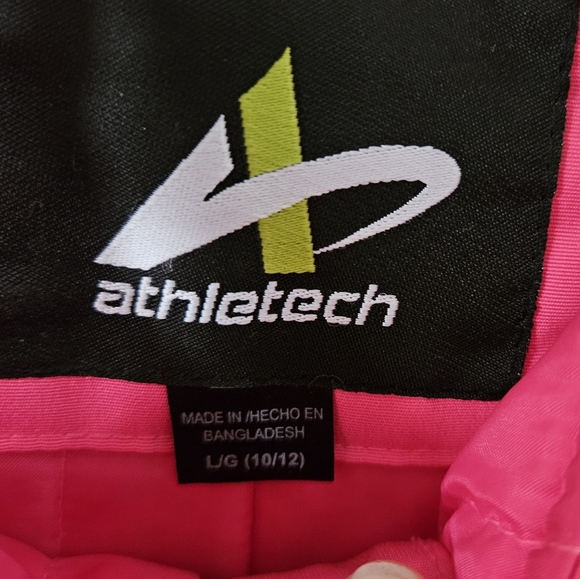 athletech
MADE IN /HECHO EN
BANGLADESH
L/G (10/12)